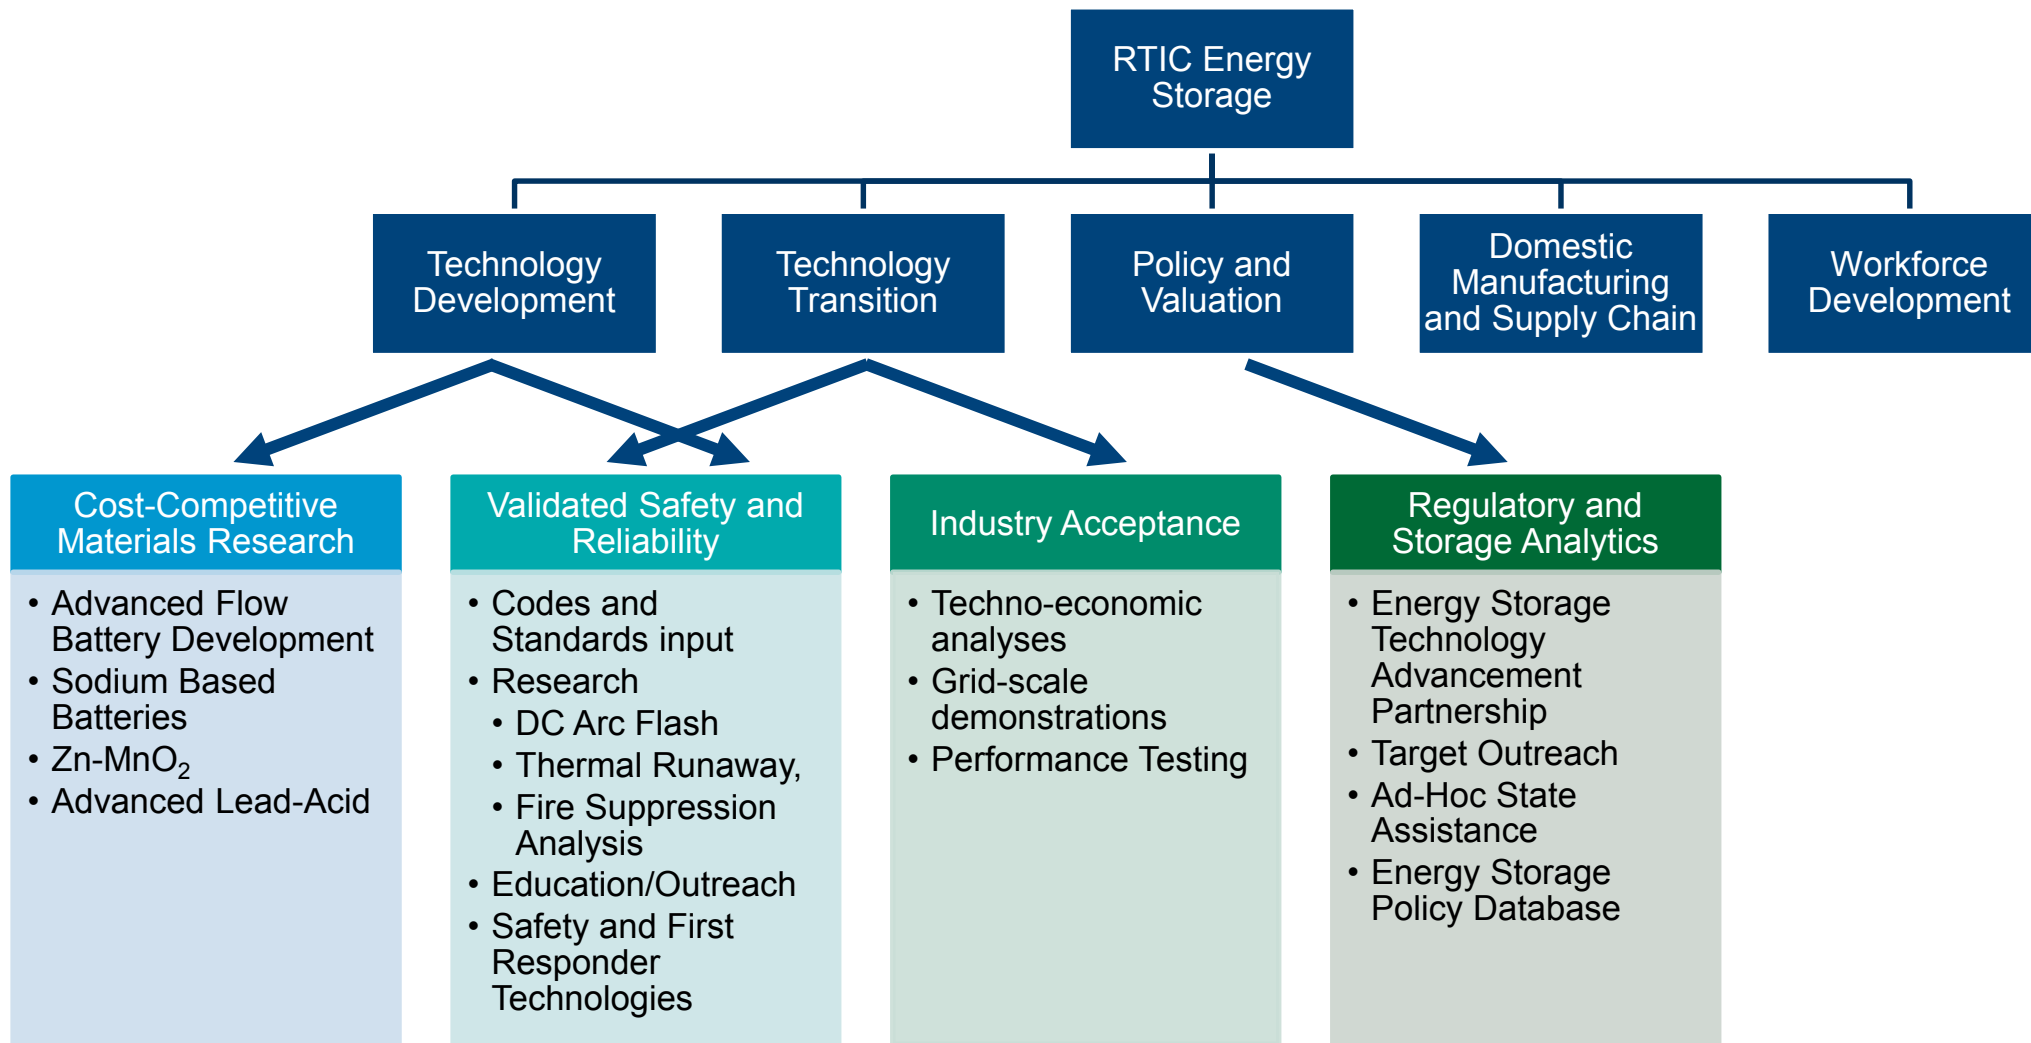 RTIC Energy
Storage
Technology
Development
Technology
Transition
Policy and
Valuation
Domestic
Manufacturing
and Supply Chain
Workforce
Development
Cost-Competitive
Materials Research
• Advanced Flow
Battery Development
• Sodium Based
Batteries
• Zn-MnO₂
• Advanced Lead-Acid
Validated Safety and
Reliability
• Codes and
Standards input
• Research
• DC Arc Flash
• Thermal Runaway,
• Fire Suppression
Analysis
• Education/Outreach
• Safety and First
Responder
Technologies
Industry Acceptance
• Techno-economic
analyses
• Grid-scale
demonstrations
• Performance Testing
Regulatory and
Storage Analytics
• Energy Storage
Technology
Advancement
Partnership
• Target Outreach
• Ad-Hoc State
Assistance
• Energy Storage
Policy Database